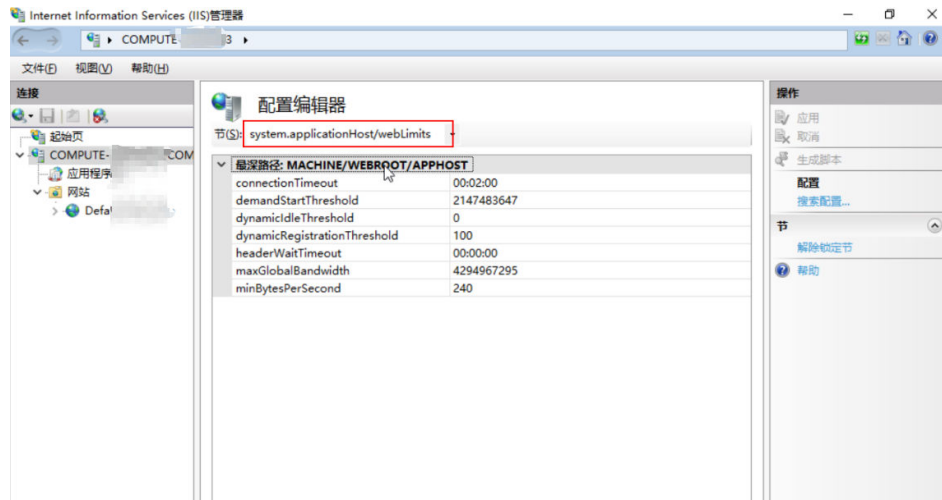 Internet Information Services (IIS)管理器
COMPUTE- 3
文件(F) 视图(V) 帮助(H)
连接
起始页
COMPUTE- COM
应用程序
网站
Defa
配置编辑器
节(S): system.applicationHost/webLimits
最深路径: MACHINE/WEBROOT/APPHOST
connectionTimeout 00:02:00
demandStartThreshold 2147483647
dynamicIdleThreshold 0
dynamicRegistrationThreshold 100
headerWaitTimeout 00:00:00
maxGlobalBandwidth 4294967295
minBytesPerSecond 240
操作
应用
取消
生成脚本
配置
搜索配置...
节
解除锁定节
帮助